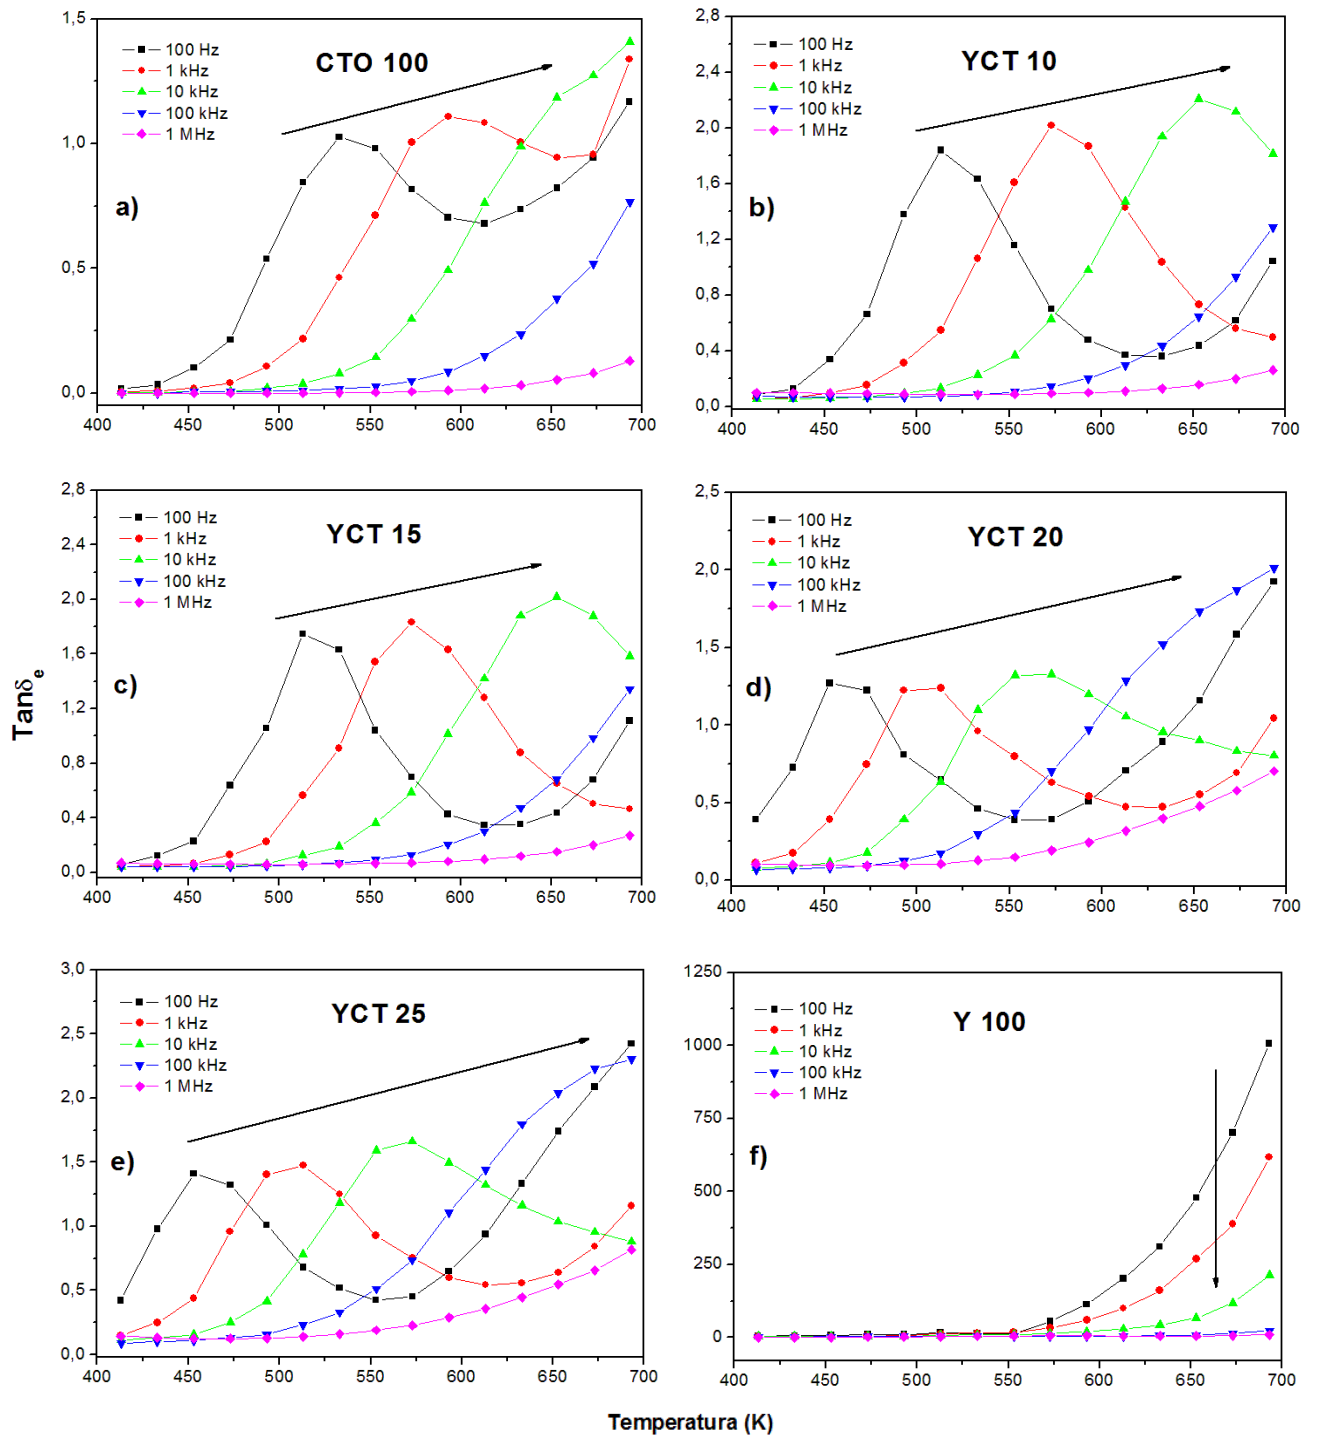 CTO 100
100 Hz
1 kHz
10 kHz
100 kHz
1 MHz
a)
1,5
1,0
0,5
0,0
400 450 500 550 600 650 700
YCT 10
100 Hz
1 kHz
10 kHz
100 kHz
1 MHz
b)
2,8
2,4
2,0
1,6
1,2
0,8
0,4
0,0
400 450 500 550 600 650 700
YCT 15
100 Hz
1 kHz
10 kHz
100 kHz
1 MHz
c)
2,8
2,4
2,0
1,6
1,2
0,8
0,4
0,0
400 450 500 550 600 650 700
YCT 20
100 Hz
1 kHz
10 kHz
100 kHz
1 MHz
d)
2,5
2,0
1,5
1,0
0,5
0,0
400 450 500 550 600 650 700
YCT 25
100 Hz
1 kHz
10 kHz
100 kHz
1 MHz
e)
3,0
2,5
2,0
1,5
1,0
0,5
0,0
400 450 500 550 600 650 700
Y 100
100 Hz
1 kHz
10 kHz
100 kHz
1 MHz
f)
1250
1000
750
500
250
0
400 450 500 550 600 650 700
Tanδe
Temperatura (K)